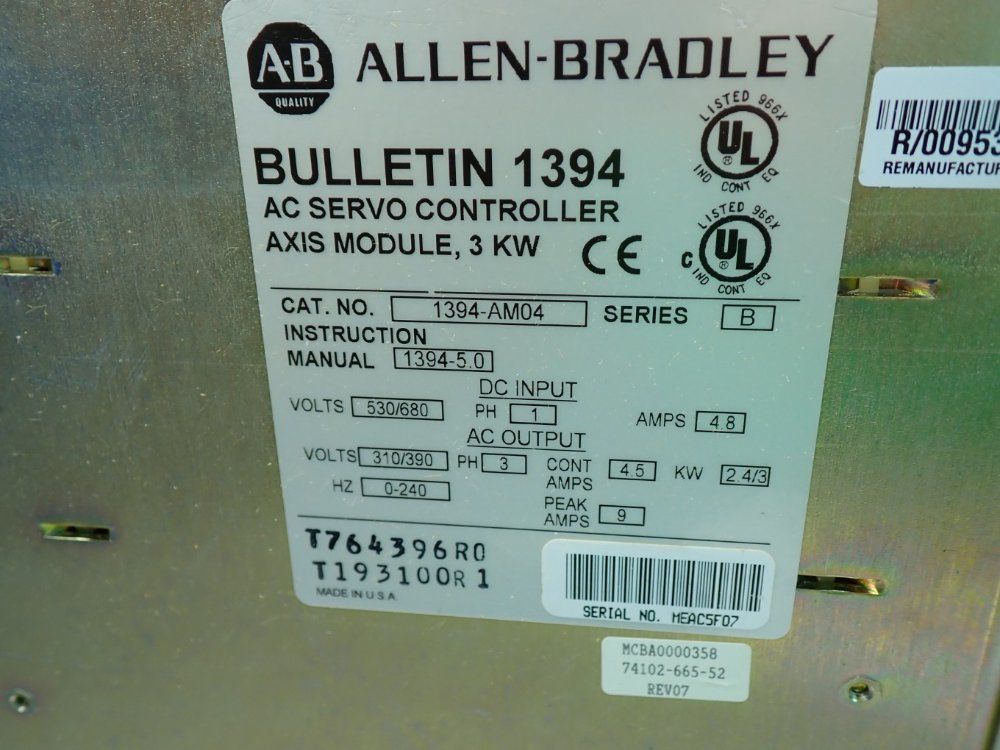 A-B
QUALITY
ALLEN-BRADLEY
LISTED 966X
UL
®
IND CONT EQ
R/00953
REMANUFACTUR
BULLETIN 1394
AC SERVO CONTROLLER
AXIS MODULE, 3 KW
CE
LISTED 966X
C UL
®
IND CONT EQ
CAT. NO. 1394-AM04 SERIES B
INSTRUCTION
MANUAL 1394-5.0
DC INPUT
VOLTS 530/680 PH 1 AMPS 4.8
AC OUTPUT
VOLTS 310/390 PH 3 CONT AMPS 4.5 KW 2.4/3
HZ 0-240
PEAK AMPS 9
T764396R0
T193100R1
MADE IN U.S.A.
SERIAL NO. MEAC5F07
MCBA0000358
74102-665-52
REV07